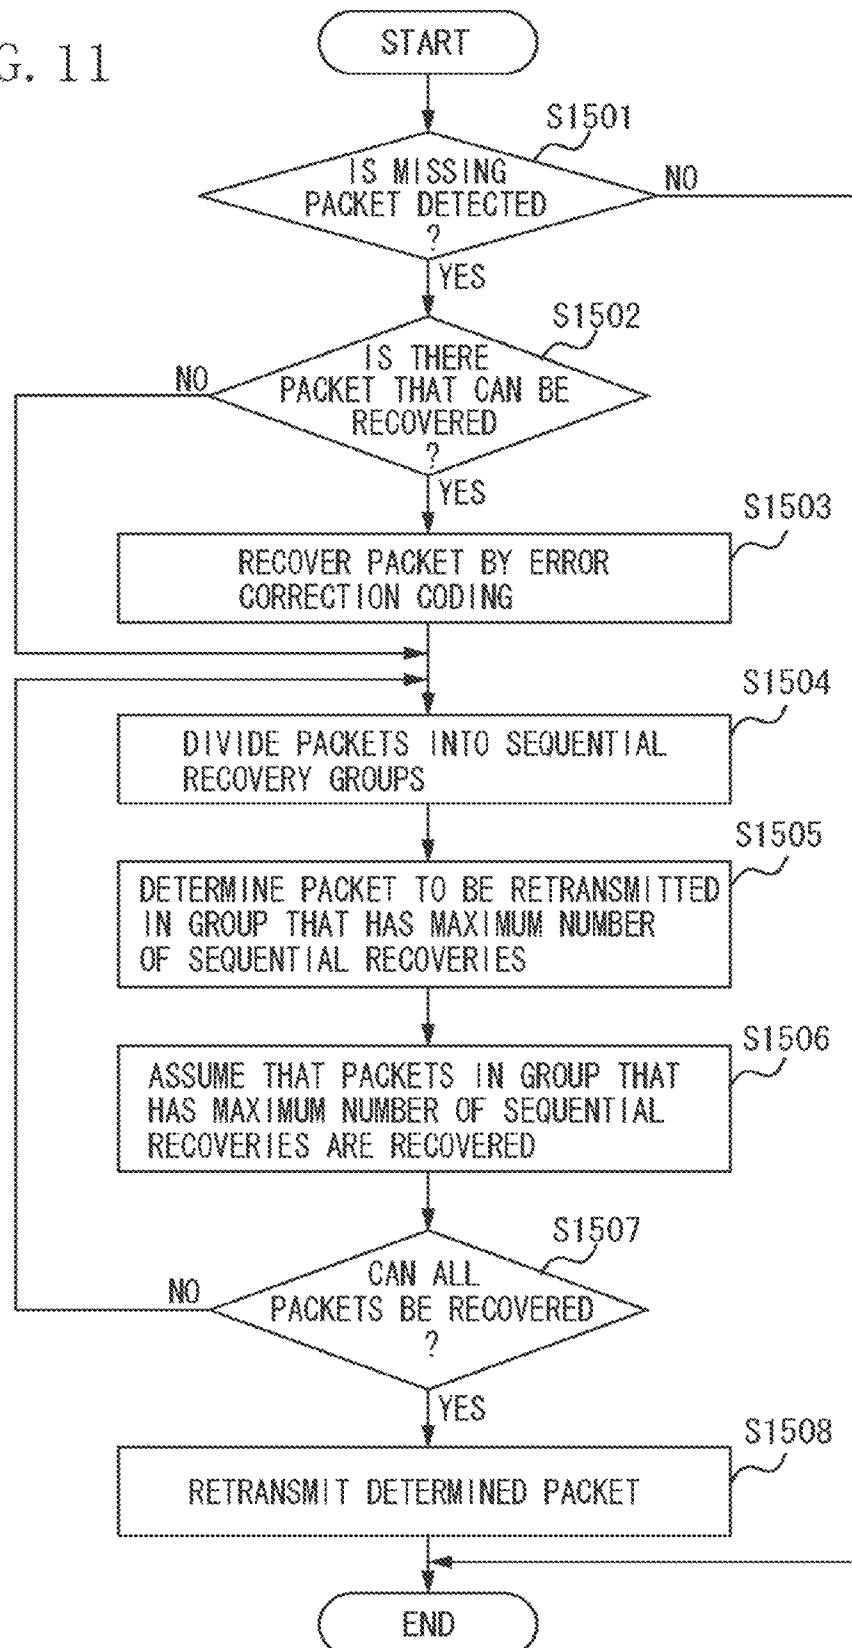 G. 11
START
S1501
IS MISSING
PACKET DETECTED
?
NO
YES
S1502
IS THERE
PACKET THAT CAN BE
RECOVERED
?
NO
YES
S1503
RECOVER PACKET BY ERROR
CORRECTION CODING
S1504
DIVIDE PACKETS INTO SEQUENTIAL
RECOVERY GROUPS
S1505
DETERMINE PACKET TO BE RETRANSMITTED
IN GROUP THAT HAS MAXIMUM NUMBER
OF SEQUENTIAL RECOVERIES
S1506
ASSUME THAT PACKETS IN GROUP THAT
HAS MAXIMUM NUMBER OF SEQUENTIAL
RECOVERIES ARE RECOVERED
S1507
CAN ALL
PACKETS BE RECOVERED
?
NO
YES
S1508
RETRANSMIT DETERMINED PACKET
END